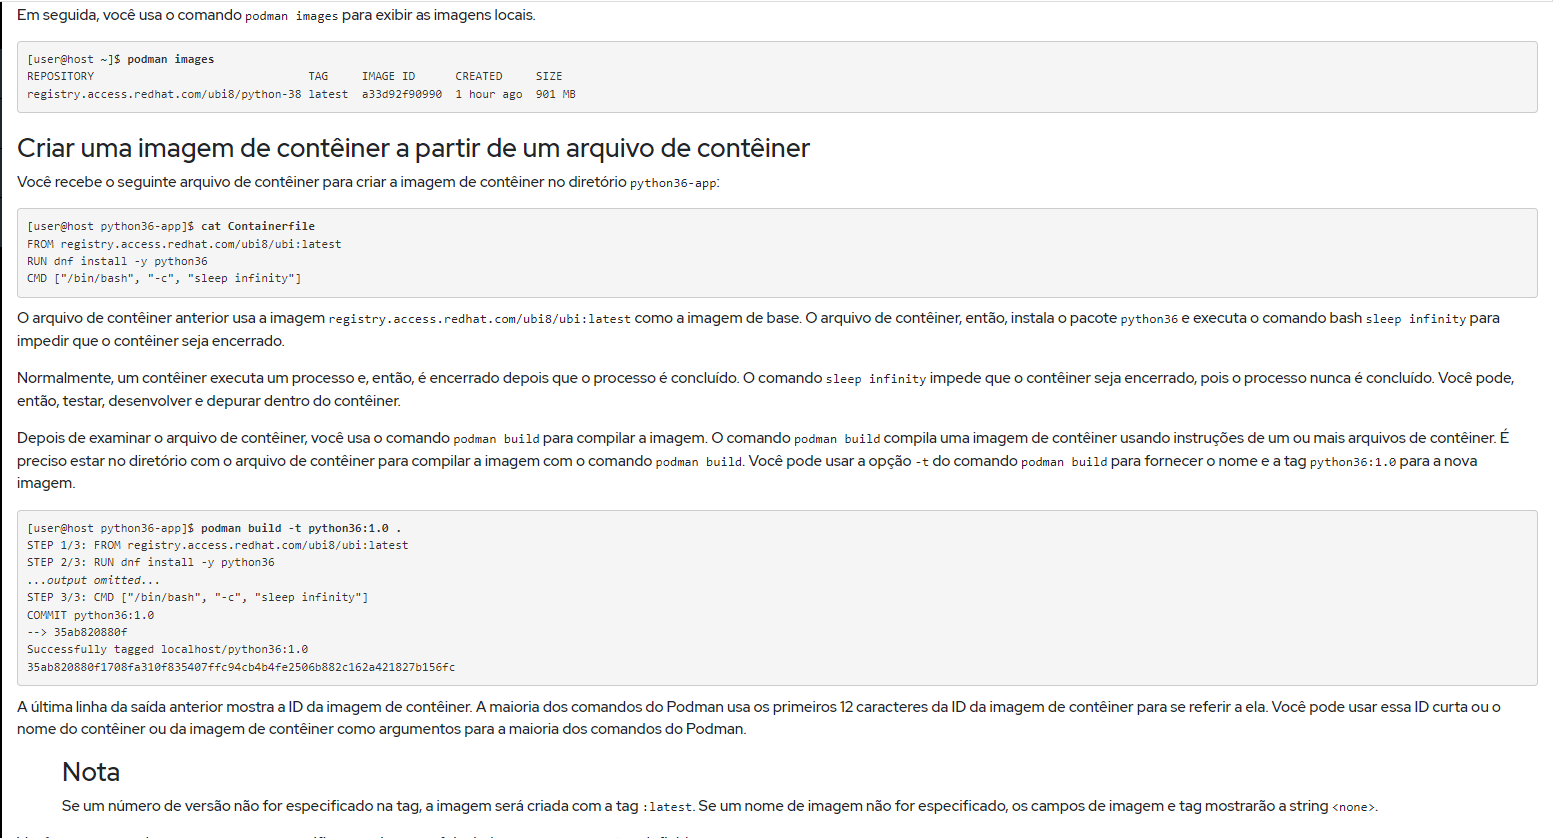 Em seguida, você usa o comando podman images para exibir as imagens locais.
[user@host ~]$ podman images
REPOSITORY TAG IMAGE ID CREATED SIZE
registry.access.redhat.com/ubi8/python-38 latest a33d92f90990 1 hour ago 901 MB
Criar uma imagem de contêiner a partir de um arquivo de contêiner
Você recebe o seguinte arquivo de contêiner para criar a imagem de contêiner no diretório python36-app:
[user@host python36-app]$ cat Containerfile
FROM registry.access.redhat.com/ubi8/ubi:latest
RUN dnf install -y python36
CMD ["/bin/bash", "-c", "sleep infinity"]
O arquivo de contêiner anterior usa a imagem registry.access.redhat.com/ubi8/ubi:latest como a imagem de base. O arquivo de contêiner, então, instala o pacote python36 e executa o comando bash sleep infinity para
impedir que o contêiner seja encerrado.
Normalmente, um contêiner executa um processo e, então, é encerrado depois que o processo é concluído. O comando sleep infinity impede que o contêiner seja encerrado, pois o processo nunca é concluído. Você pode,
então, testar, desenvolver e depurar dentro do contêiner.
Depois de examinar o arquivo de contêiner, você usa o comando podman build para compilar a imagem. O comando podman build compila uma imagem de contêiner usando instruções de um ou mais arquivos de contêiner. É
preciso estar no diretório com o arquivo de contêiner para compilar a imagem com o comando podman build. Você pode usar a opção -t do comando podman build para fornecer o nome e a tag python36:1.0 para a nova
imagem.
[user@host python36-app]$ podman build -t python36:1.0 .
STEP 1/3: FROM registry.access.redhat.com/ubi8/ubi:latest
STEP 2/3: RUN dnf install -y python36
...output omitted...
STEP 3/3: CMD ["/bin/bash", "-c", "sleep infinity"]
COMMIT python36:1.0
--> 35ab820880f
Successfully tagged localhost/python36:1.0
35ab820880f1708fa310f835407ffc94cb4b4fe2506b882c162a421827b156fc
A última linha da saída anterior mostra a ID da imagem de contêiner. A maioria dos comandos do Podman usa os primeiros 12 caracteres da ID da imagem de contêiner para se referir a ela. Você pode usar essa ID curta ou o
nome do contêiner ou da imagem de contêiner como argumentos para a maioria dos comandos do Podman.
Nota
Se um número de versão não for especificado na tag, a imagem será criada com a tag :latest. Se um nome de imagem não for especificado, os campos de imagem e tag mostrarão a string <none>.